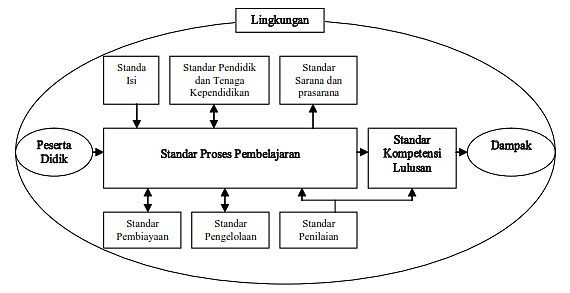 Lingkungan
Standa
Isi
Standar Pendidik
dan Tenaga
Kependidikan
Standar
Sarana dan
prasarana
Peserta
Didik
Standar Proses Pembelajaran
Standar
Kompetensi
Lulusan
Dampak
Standar
Pembiayaan
Standar
Pengelolaan
Standar
Penilaian